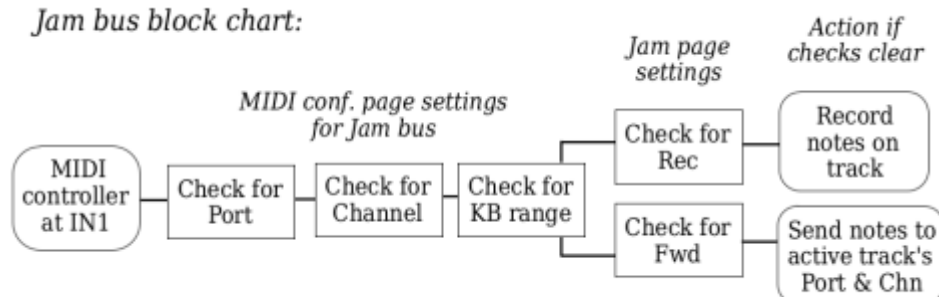 Jam bus block chart:
Action if
checks clear
Jam page
settings
MIDI conf. page settings
for Jam bus
MIDI
controller
at IN1
Check for
Port
Check for
Channel
Check for
KB range
Check for
Rec
Record
notes on
track
Check for
Fwd
Send notes to
active track's
Port & Chn